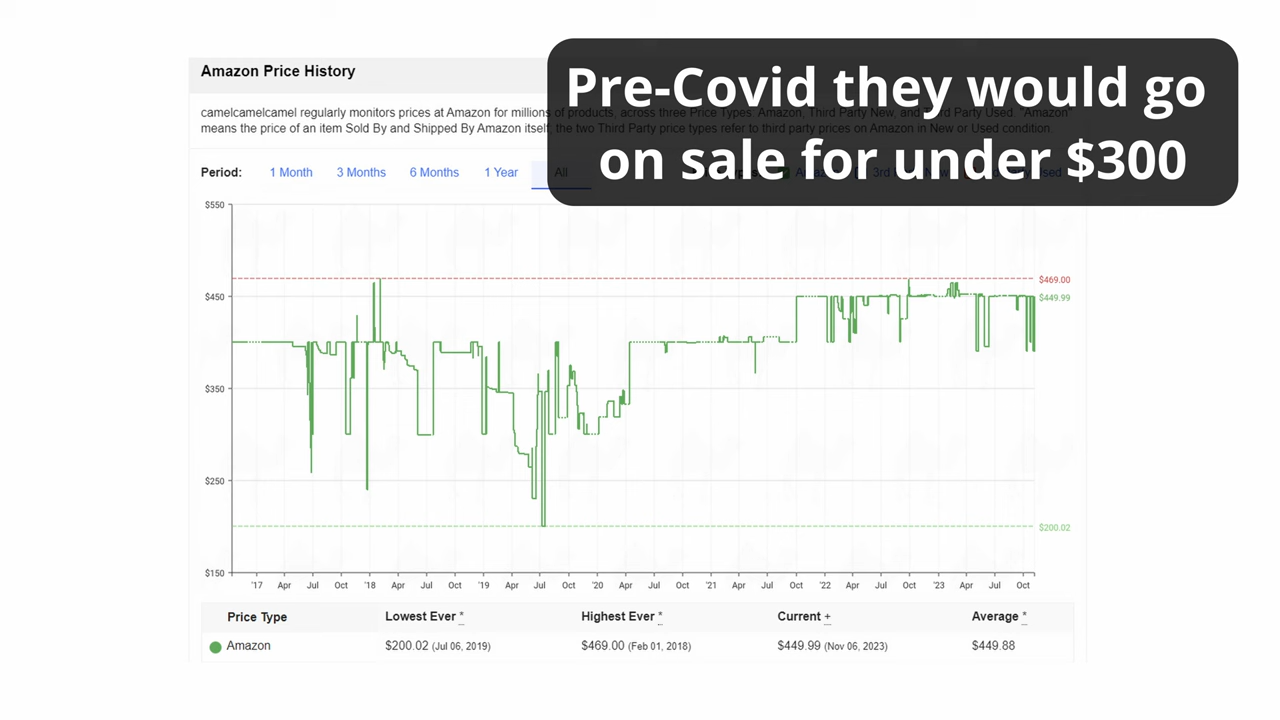 Pre-Covid they would go
on sale for under $300
Amazon Price History
camelcamelcamel regularly monitors prices at Amazon for millions of products, across three Price Types: Amazon, Third Party New, and Third Party Used. "Amazon"
means the price of an item Sold By and Shipped By Amazon itself; the two Third Party price types refer to third party prices on Amazon in New or Used condition.
Period: 1 Month 3 Months 6 Months 1 Year All
$550
$469.00
$450 $449.99
$350
$250
$200.02
$150
'17 Apr Jul Oct '18 Apr Jul Oct '19 Apr Jul Oct '20 Apr Jul Oct '21 Apr Jul Oct '22 Apr Jul Oct '23 Apr Jul Oct
Price Type Lowest Ever * Highest Ever * Current + Average *
Amazon $200.02 (Jul 06, 2019) $469.00 (Feb 01, 2018) $449.99 (Nov 06, 2023) $449.88